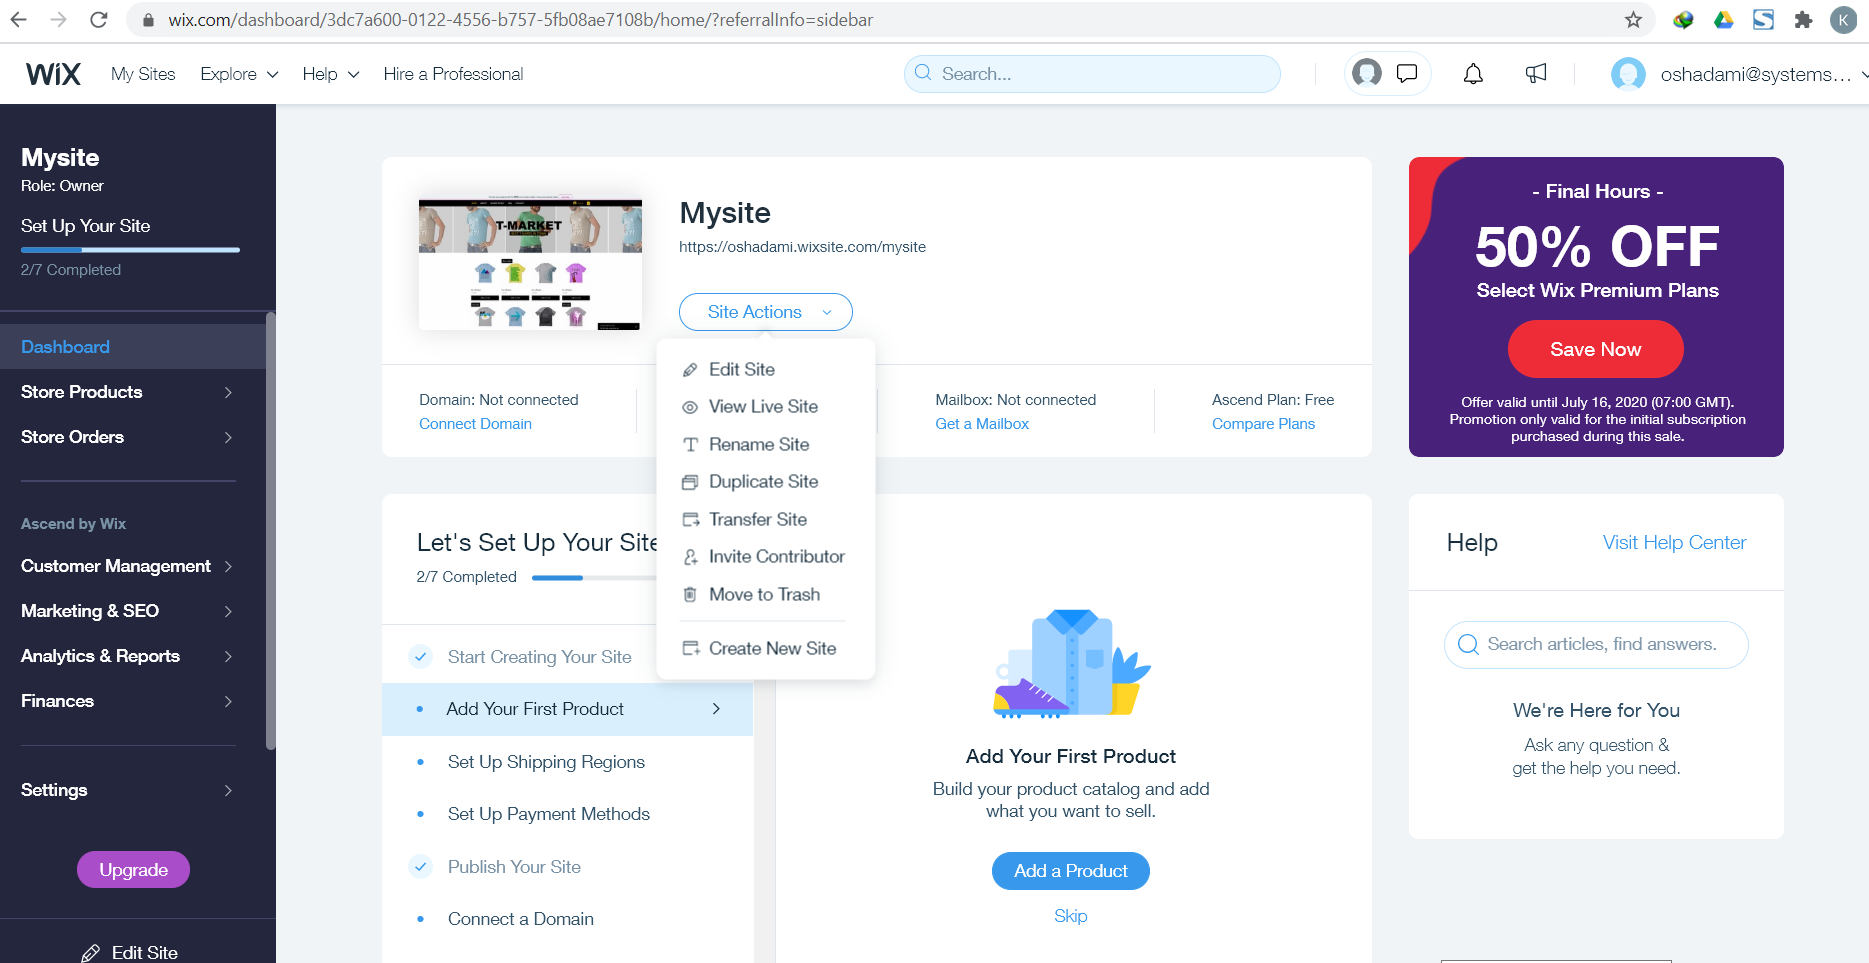 wix.com/dashboard/3dc7a600-0122-4556-b757-5fb08ae7108b/home/?referralInfo=sidebar
K
WiX
My Sites
Explore
Help
Hire a Professional
Search...
oshadami@systems...
Mysite
Role: Owner
Set Up Your Site
2/7 Completed
Dashboard
Store Products
Store Orders
Ascend by Wix
Customer Management
Marketing & SEO
Analytics & Reports
Finances
Settings
Upgrade
Edit Site
T-MARKET
Mysite
https://oshadami.wixsite.com/mysite
Site Actions
Edit Site
View Live Site
Rename Site
Duplicate Site
Transfer Site
Invite Contributor
Move to Trash
Create New Site
Domain: Not connected
Connect Domain
Mailbox: Not connected
Get a Mailbox
Ascend Plan: Free
Compare Plans
- Final Hours -
50% OFF
Select Wix Premium Plans
Save Now
Offer valid until July 16, 2020 (07:00 GMT).
Promotion only valid for the initial subscription
purchased during this sale.
Let's Set Up Your Site
2/7 Completed
Start Creating Your Site
Add Your First Product
Set Up Shipping Regions
Set Up Payment Methods
Publish Your Site
Connect a Domain
Add Your First Product
Build your product catalog and add
what you want to sell.
Add a Product
Skip
Help
Visit Help Center
Search articles, find answers.
We're Here for You
Ask any question &
get the help you need.